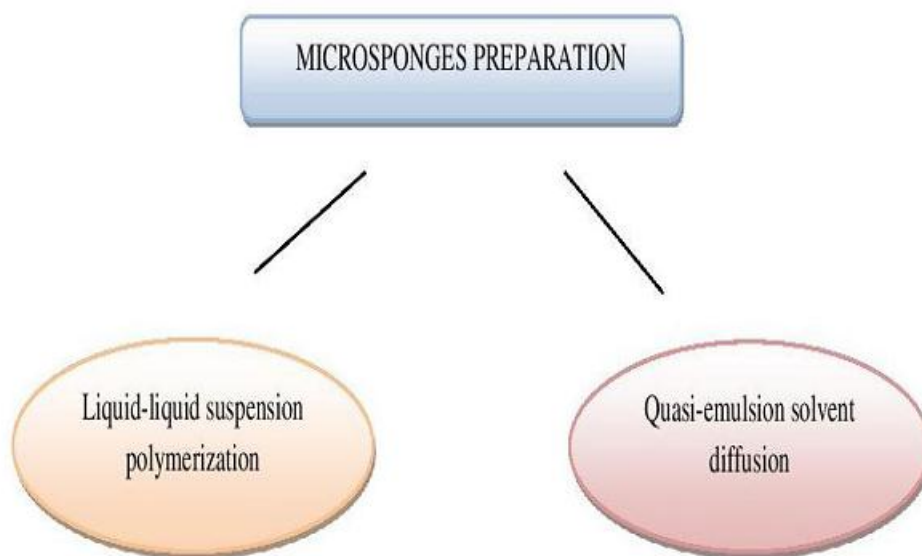 MICROSPONGES PREPARATION
Liquid-liquid suspension
polymerization
Quasi-emulsion solvent
diffusion